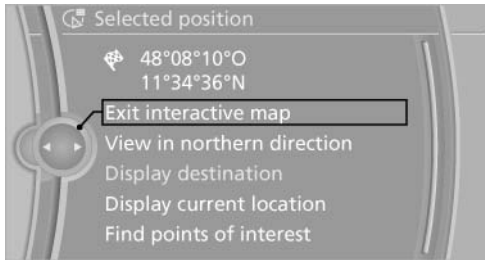 Selected position
48°08'10"O
11°34'36"N
Exit interactive map
View in northern direction
Display destination
Display current location
Find points of interest